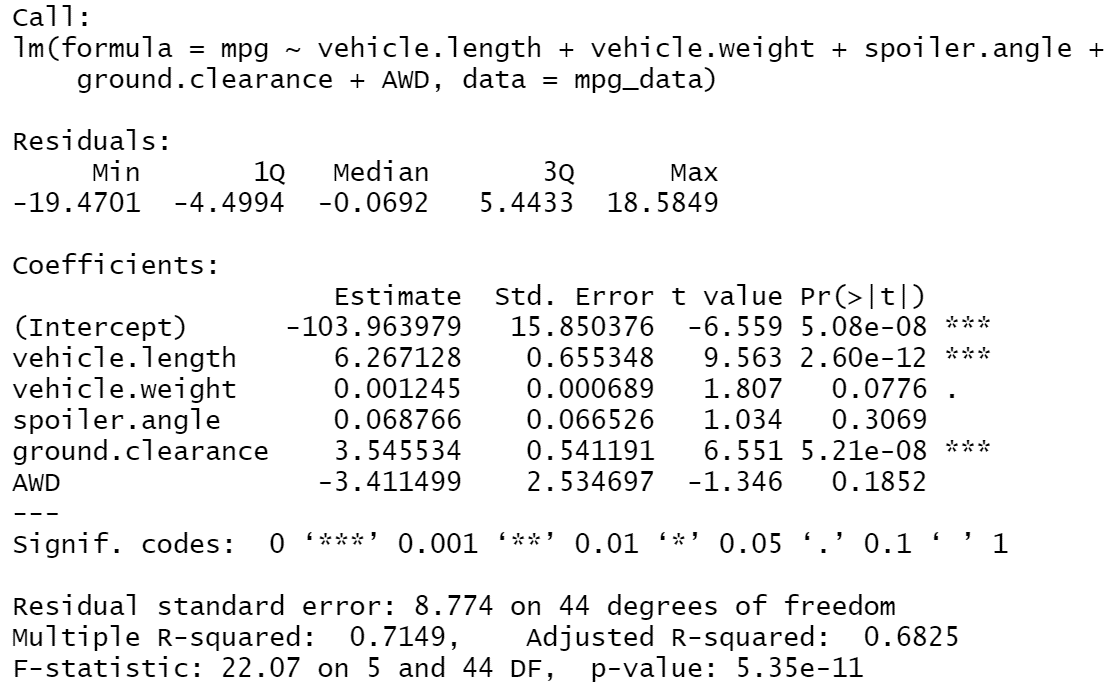 Call:
lm(formula = mpg ~ vehicle.length + vehicle.weight + spoiler.angle +
    ground.clearance + AWD, data = mpg_data)

Residuals:
     Min       1Q   Median       3Q      Max
-19.4701  -4.4994  -0.0692   5.4433  18.5849

Coefficients:
                    Estimate  Std. Error t value Pr(>|t|)
(Intercept)      -103.963979   15.850376  -6.559 5.08e-08 ***
vehicle.length      6.267128    0.655348   9.563 2.60e-12 ***
vehicle.weight      0.001245    0.000689   1.807   0.0776 .
spoiler.angle       0.068766    0.066526   1.034   0.3069
ground.clearance    3.545534    0.541191   6.551 5.21e-08 ***
AWD                -3.411499    2.534697  -1.346   0.1852
---
Signif. codes:  0 ‘***’ 0.001 ‘**’ 0.01 ‘*’ 0.05 ‘.’ 0.1 ‘ ’ 1

Residual standard error: 8.774 on 44 degrees of freedom
Multiple R-squared:  0.7149,    Adjusted R-squared:  0.6825
F-statistic: 22.07 on 5 and 44 DF,  p-value: 5.35e-11